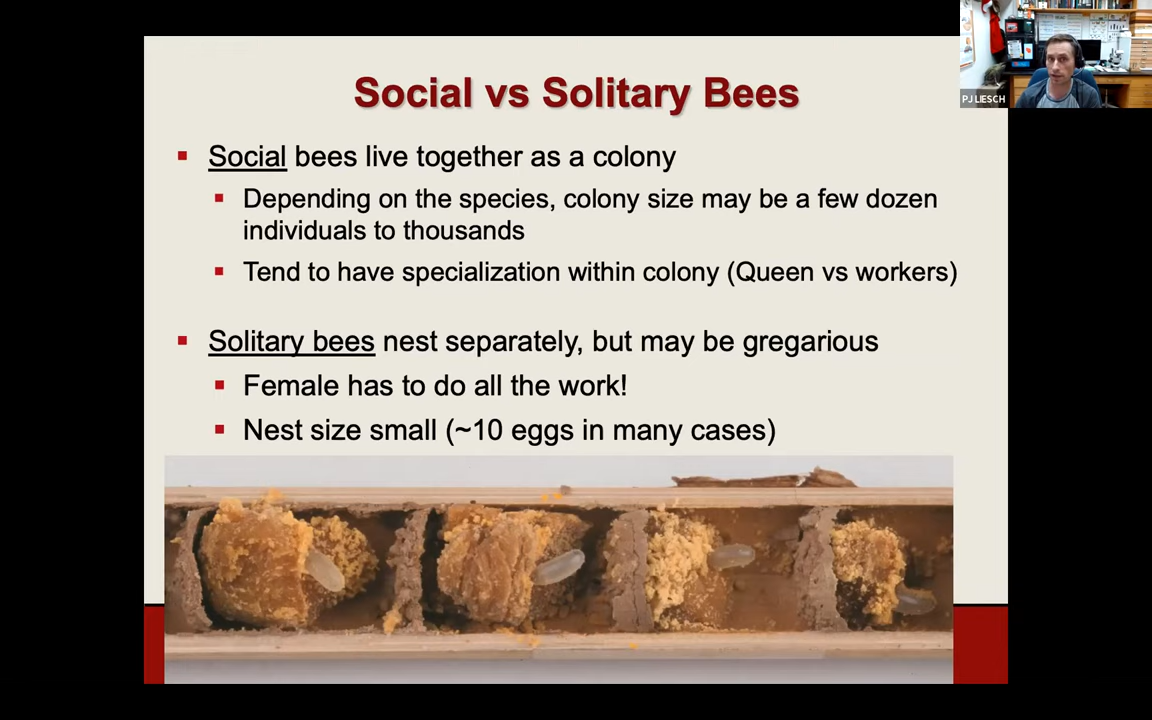 Social vs Solitary Bees
Social bees live together as a colony
Depending on the species, colony size may be a few dozen
individuals to thousands
Tend to have specialization within colony (Queen vs workers)
Solitary bees nest separately, but may be gregarious
Female has to do all the work!
Nest size small (~10 eggs in many cases)
PJ LIESCH